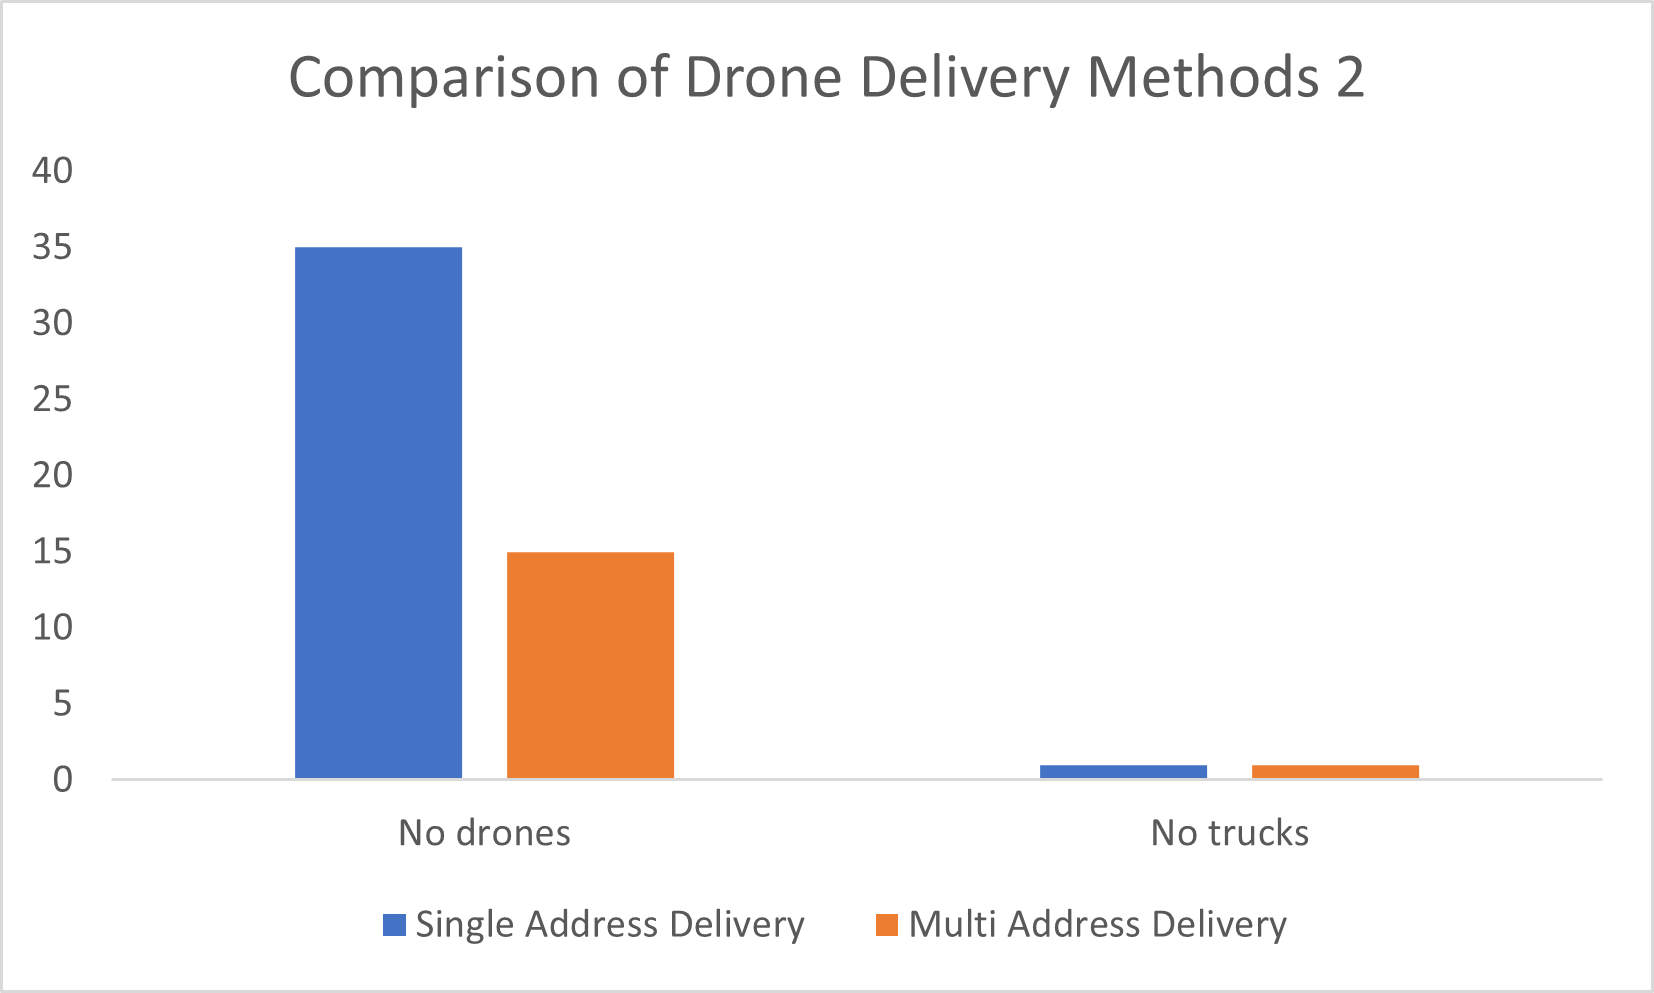 Comparison of Drone Delivery Methods 2
40
35
30
25
20
15
10
5
0
No drones
No trucks
Single Address Delivery
Multi Address Delivery